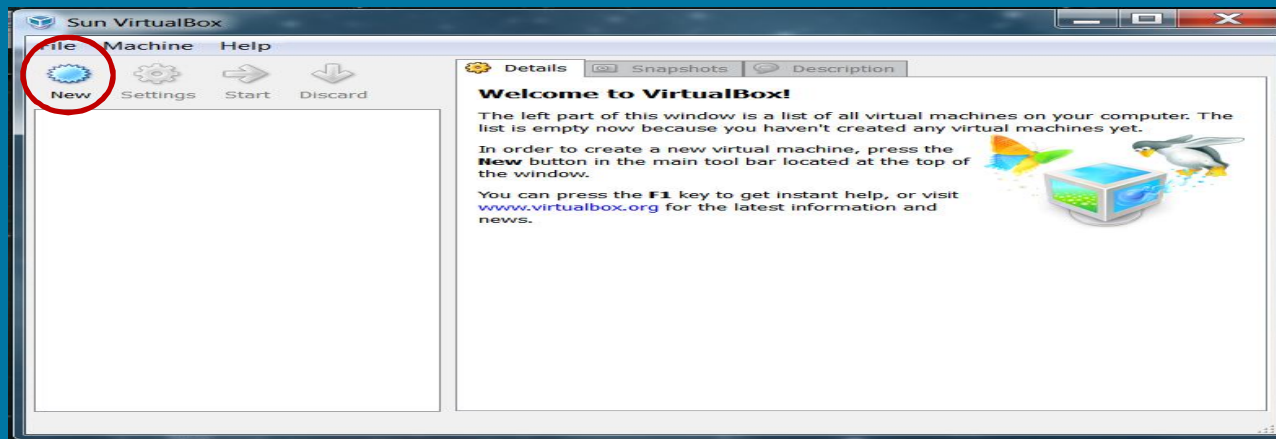 Sun VirtualBox
File Machine Help
New Settings Start Discard
Details Snapshots Description
Welcome to VirtualBox!
The left part of this window is a list of all virtual machines on your computer. The
list is empty now because you haven't created any virtual machines yet.
In order to create a new virtual machine, press the
New button in the main tool bar located at the top of
the window.
You can press the F1 key to get instant help, or visit
www.virtualbox.org for the latest information and
news.